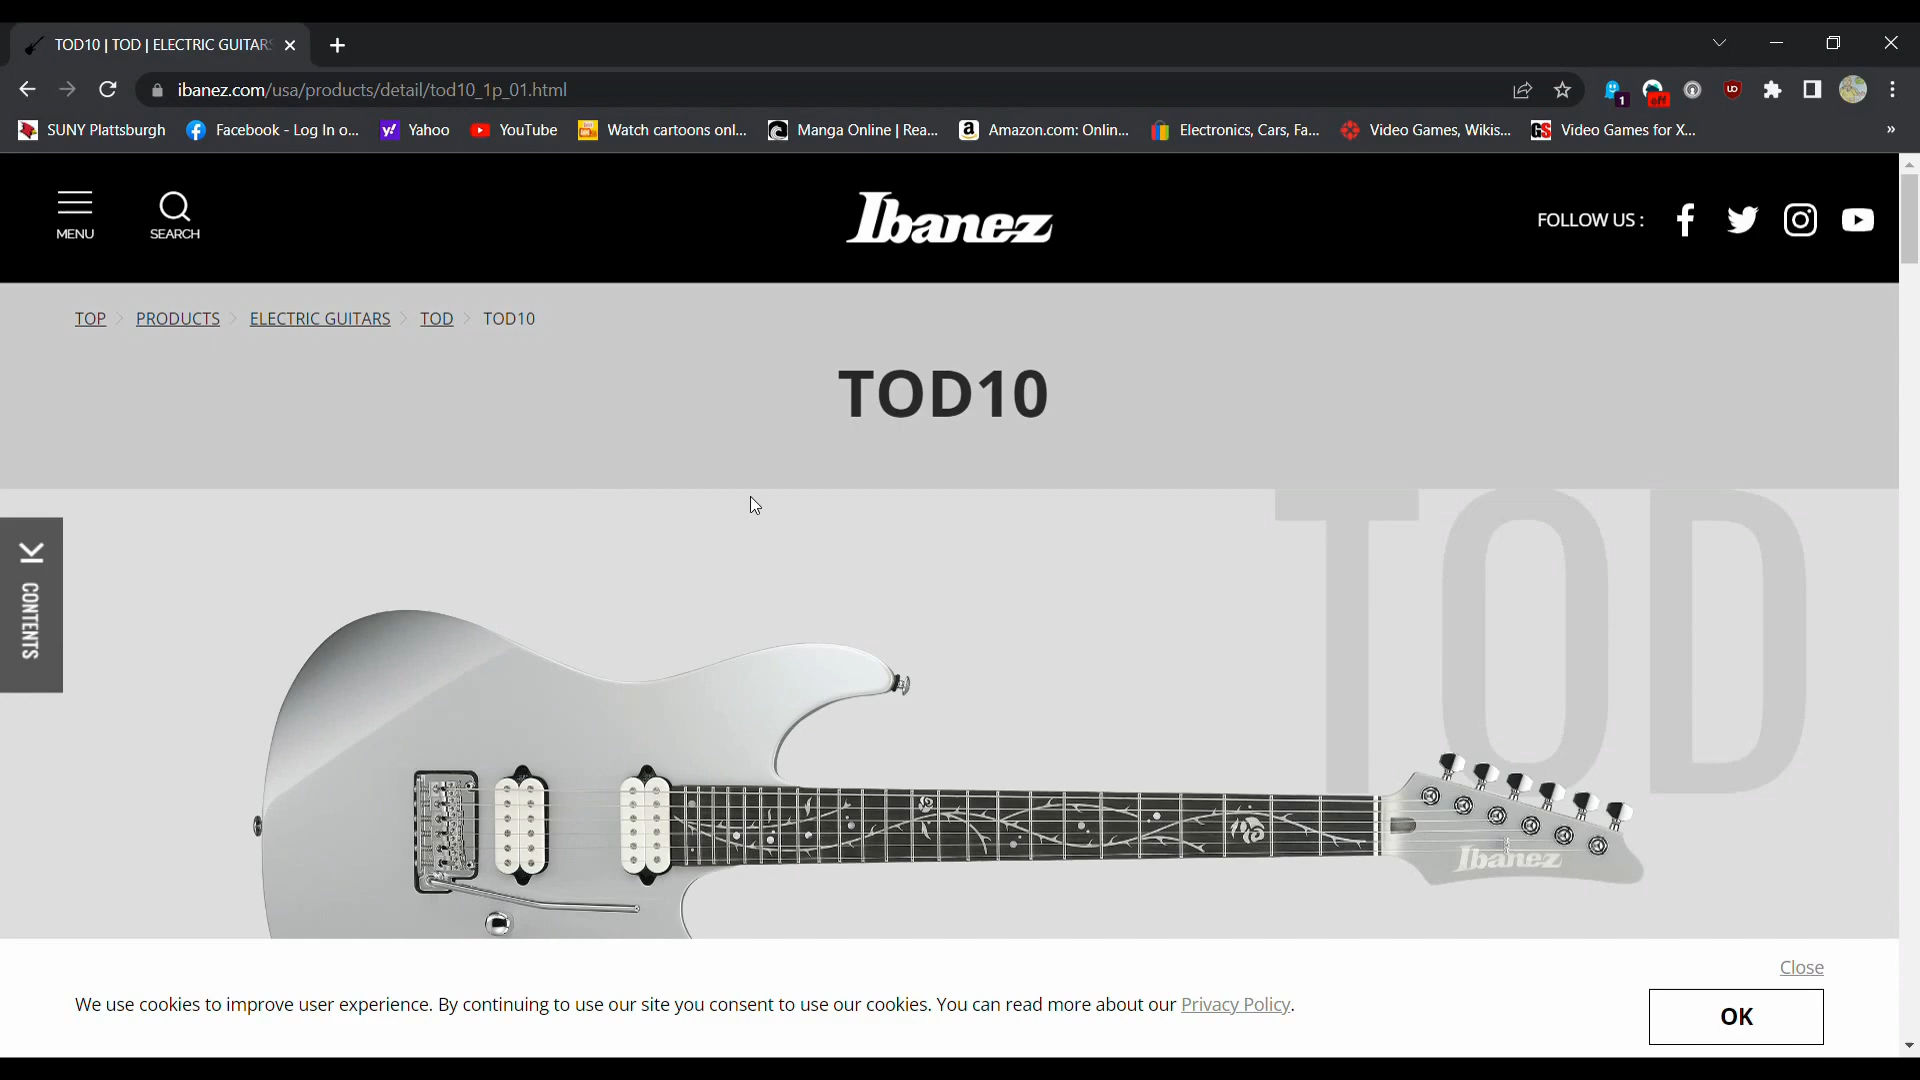 TOD10 | TOD | ELECTRIC GUITARS
ibanez.com/usa/products/detail/tod10_1p_01.html
1
off
SUNY Plattsburgh
Facebook - Log In o...
Yahoo
YouTube
Watch cartoons onl...
Manga Online | Rea...
Amazon.com: Onlin...
Electronics, Cars, Fa...
Video Games, Wikis...
Video Games for X...
»
MENU
SEARCH
Ibanez
FOLLOW US :
TOP > PRODUCTS > ELECTRIC GUITARS > TOD > TOD10
TOD10
TOD
CONTENTS
Ibanez
Close
We use cookies to improve user experience. By continuing to use our site you consent to use our cookies. You can read more about our Privacy Policy.
OK